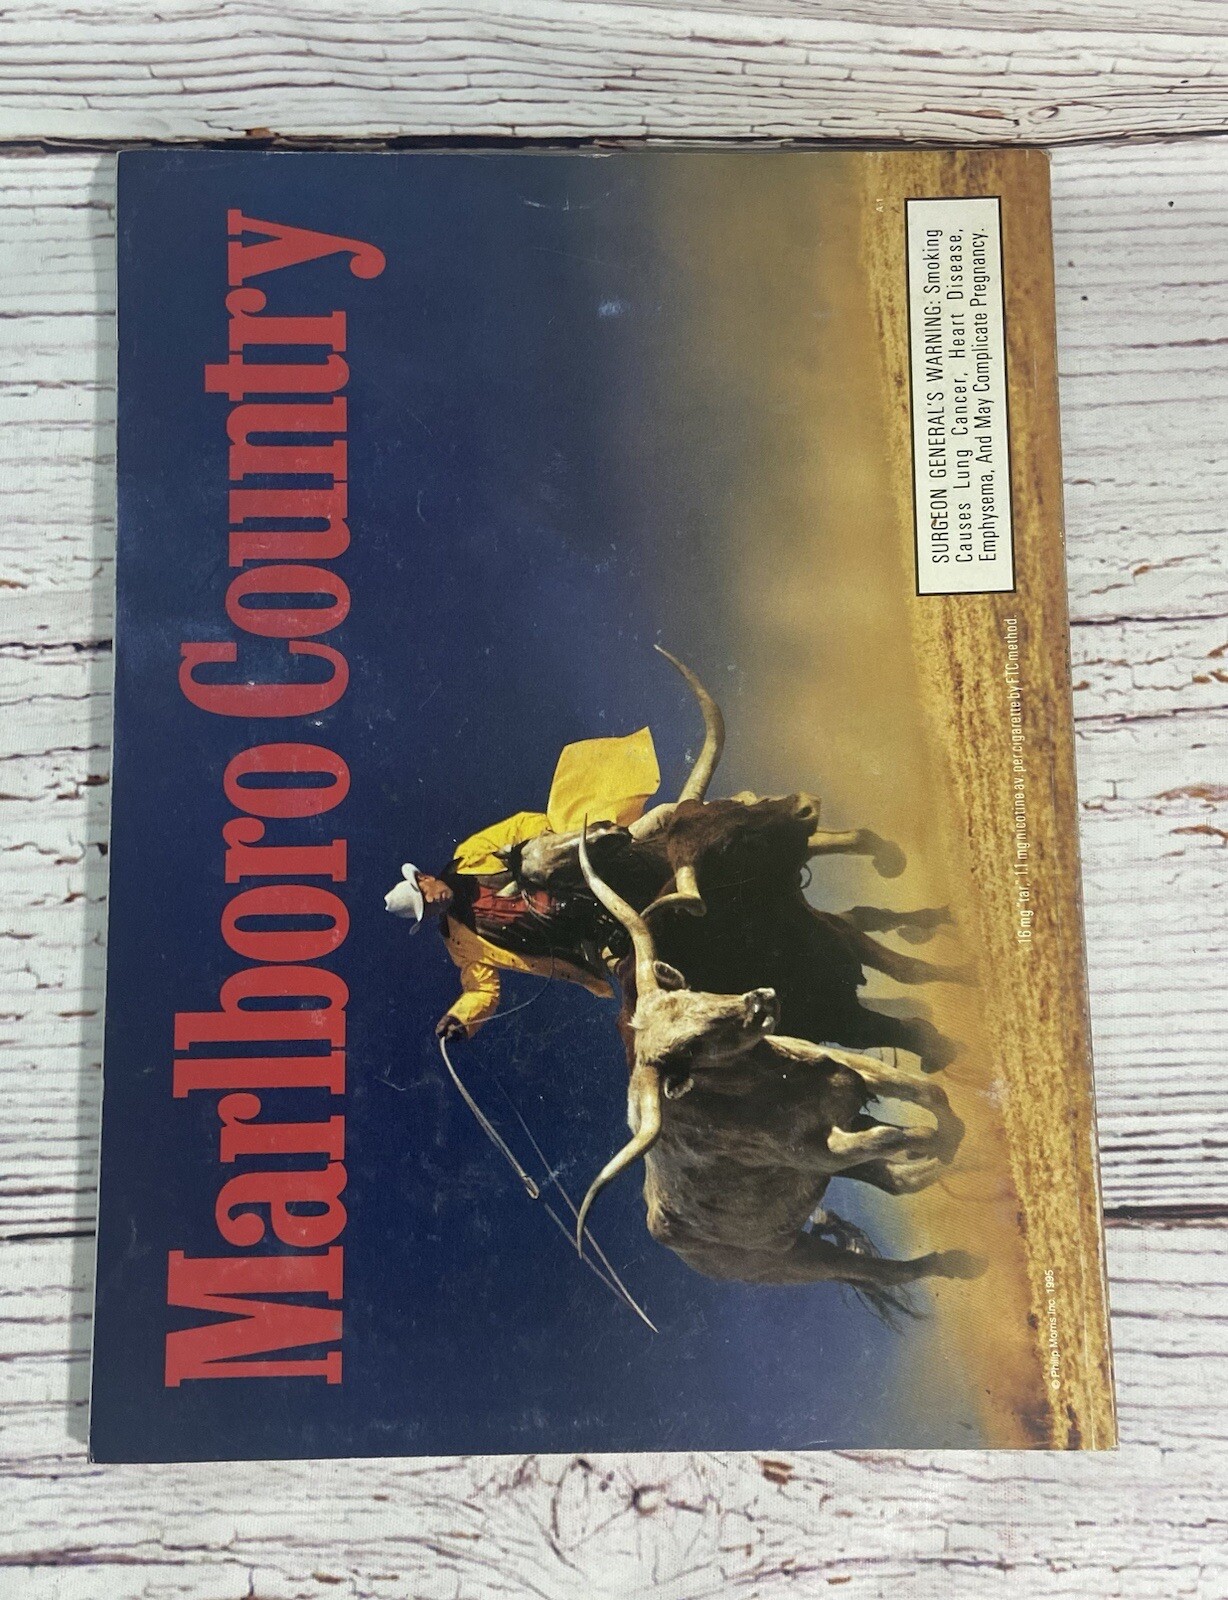 Marlboro Country
A-1
SURGEON GENERAL'S WARNING: Smoking
Causes Lung Cancer, Heart Disease,
Emphysema, And May Complicate Pregnancy.
16 mg "tar," 1.1 mg nicotine av. per cigarette by FTC method.
© Philip Morris Inc. 1995